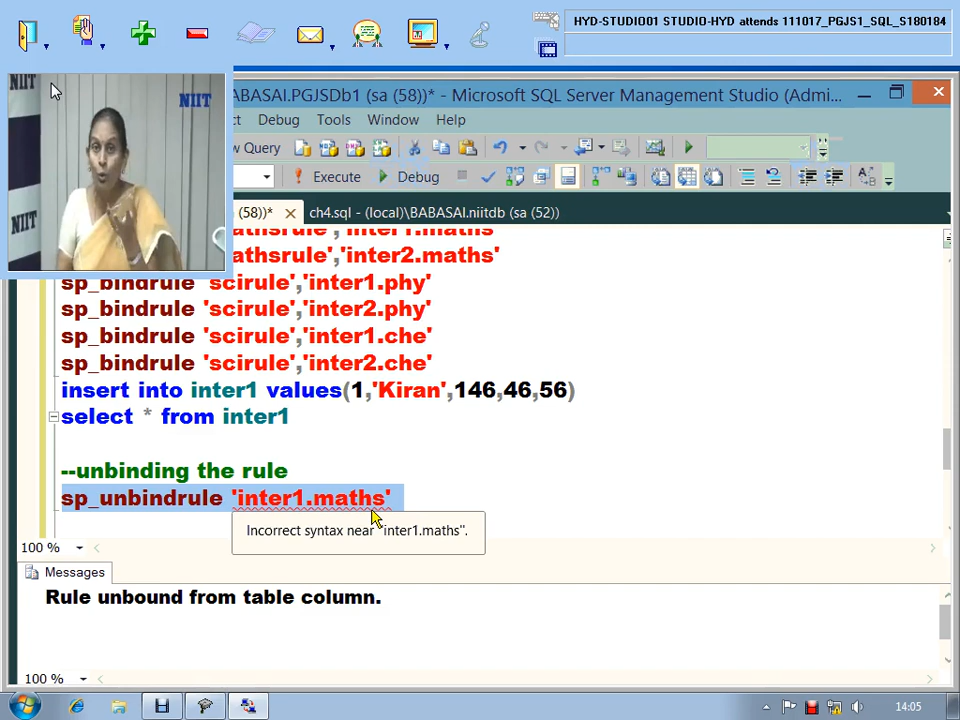 HYD-STUDIO01 STUDIO-HYD attends 111017_PGJS1_SQL_S180184
NIIT
NIIT
NIIT
BABASAI.PGJSDb1 (sa (58))* - Microsoft SQL Server Management Studio (Admi...
Debug Tools Window Help
Query
Execute Debug
(58))* ch4.sql - (local)\BABASAI.niitdb (sa (52))
'inter1.maths
athsrule','inter2.maths'
sp_bindrule 'scirule','inter1.phy'
sp_bindrule 'scirule','inter2.phy'
sp_bindrule 'scirule','inter1.che'
sp_bindrule 'scirule','inter2.che'
insert into inter1 values(1,'Kiran',146,46,56)
select * from inter1
--unbinding the rule
sp_unbindrule 'inter1.maths'
Incorrect syntax near "inter1.maths".
100 %
Messages
Rule unbound from table column.
100 %
14:05